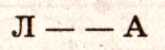 Л — — А